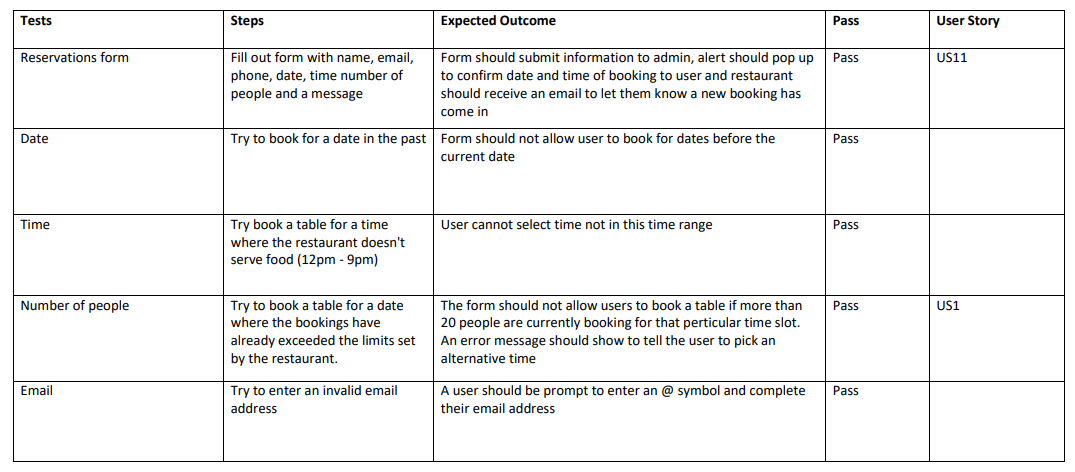 Tests Steps Expected Outcome Pass User Story
Reservations form
Fill out form with name, email,
phone, date, time number of
people and a message
Form should submit information to admin, alert should pop up
to confirm date and time of booking to user and restaurant
should receive an email to let them know a new booking has
come in
Pass
US11
Date
Try to book for a date in the past
Form should not allow user to book for dates before the
current date
Pass
Time
Try book a table for a time
where the restaurant doesn't
serve food (12pm - 9pm)
User cannot select time not in this time range
Pass
Number of people
Try to book a table for a date
where the bookings have
already exceeded the limits set
by the restaurant.
The form should not allow users to book a table if more than
20 people are currently booking for that perticular time slot.
An error message should show to tell the user to pick an
alternative time
Pass
US1
Email
Try to enter an invalid email
address
A user should be prompt to enter an @ symbol and complete
their email address
Pass